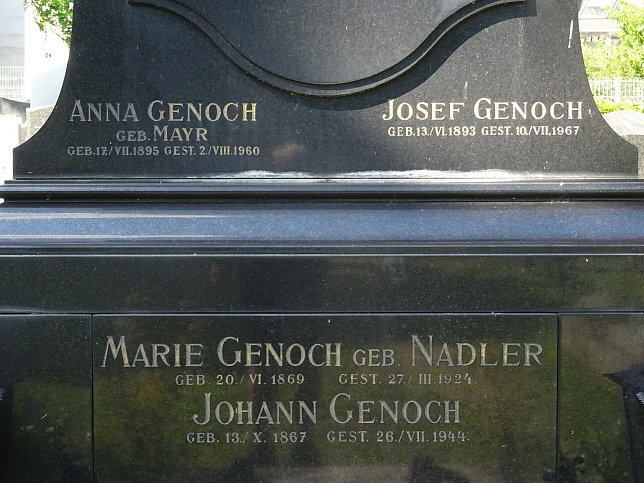 ANNA GENOCH
GEB. MAYR
GEB. 17./VII. 1895 GEST. 2./VIII. 1960
JOSEF GENOCH
GEB. 13./VI. 1893 GEST. 10./VII. 1967
MARIE GENOCH GEB. NADLER
GEB. 20./VI. 1869 GEST. 27./III. 1924.
JOHANN GENOCH
GEB. 13./X. 1867 GEST. 26./VII. 1944.